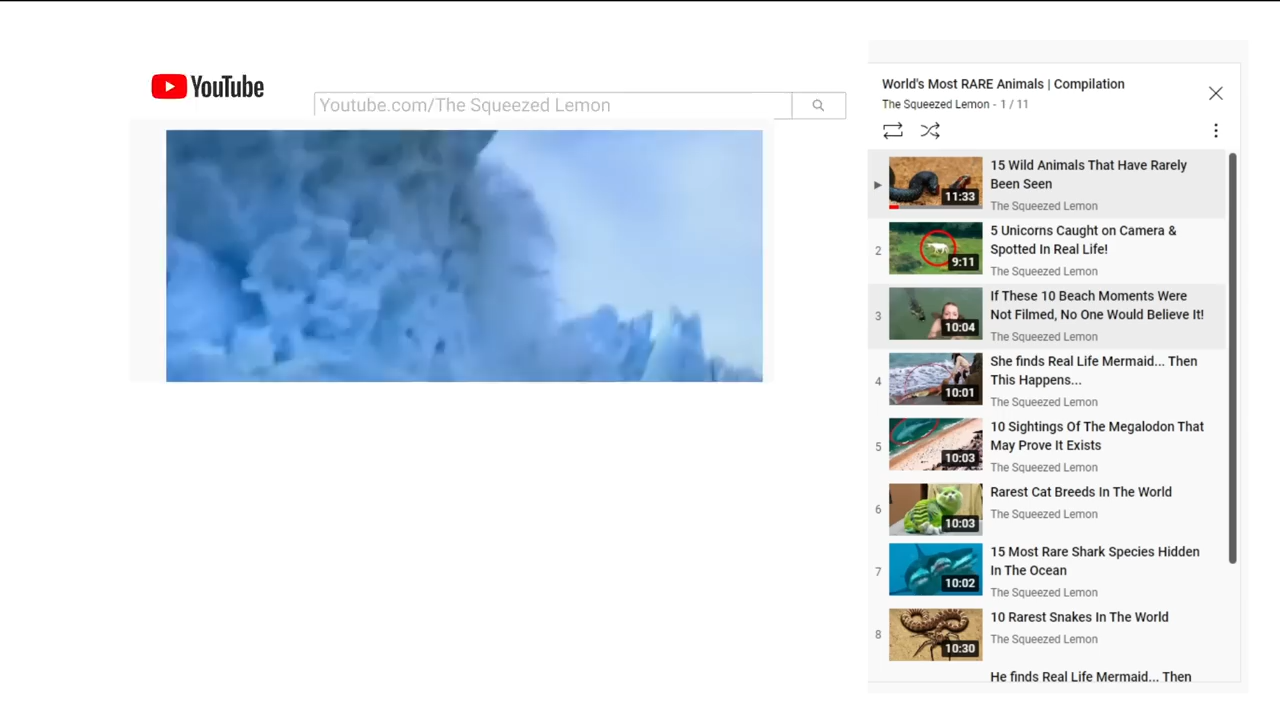 YouTube
Youtube.com/The Squeezed Lemon
World's Most RARE Animals | Compilation
The Squeezed Lemon - 1 / 11
15 Wild Animals That Have Rarely
Been Seen
11:33
The Squeezed Lemon
2
5 Unicorns Caught on Camera &
Spotted In Real Life!
9:11
The Squeezed Lemon
3
If These 10 Beach Moments Were
Not Filmed, No One Would Believe It!
10:04
The Squeezed Lemon
4
She finds Real Life Mermaid... Then
This Happens...
10:01
The Squeezed Lemon
5
10 Sightings Of The Megalodon That
May Prove It Exists
10:03
The Squeezed Lemon
6
Rarest Cat Breeds In The World
The Squeezed Lemon
10:03
7
15 Most Rare Shark Species Hidden
In The Ocean
10:02
The Squeezed Lemon
8
10 Rarest Snakes In The World
The Squeezed Lemon
10:30
He finds Real Life Mermaid... Then